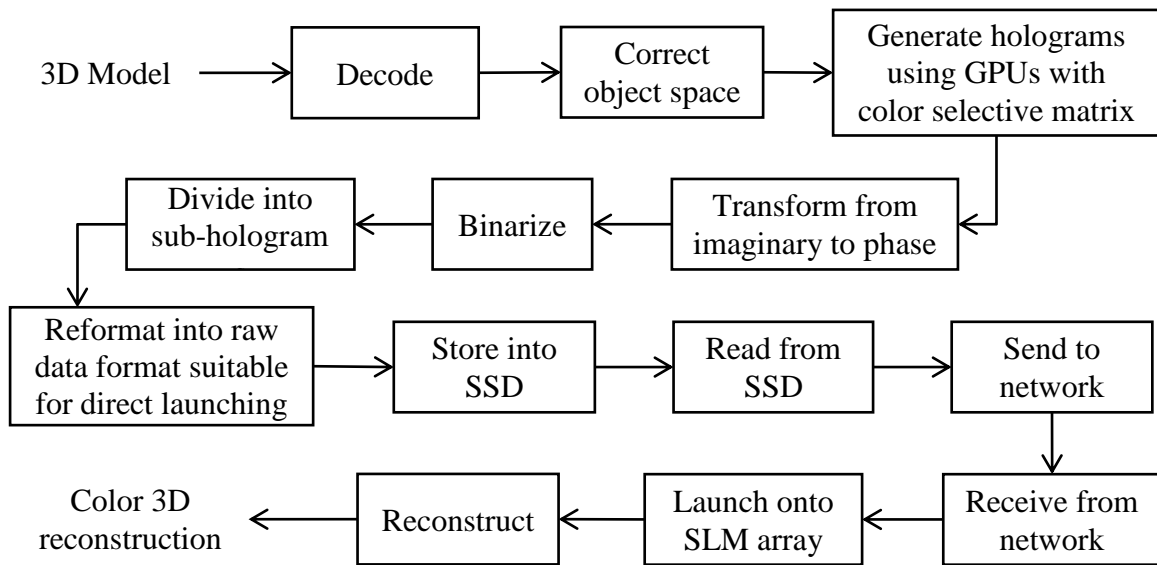 3D Model
Decode
Correct
object space
Generate holograms
using GPUs with
color selective matrix
Transform from
imaginary to phase
Binarize
Divide into
sub-hologram
Reformat into raw
data format suitable
for direct launching
Store into
SSD
Read from
SSD
Send to
network
Receive from
network
Launch onto
SLM array
Reconstruct
Color 3D
reconstruction